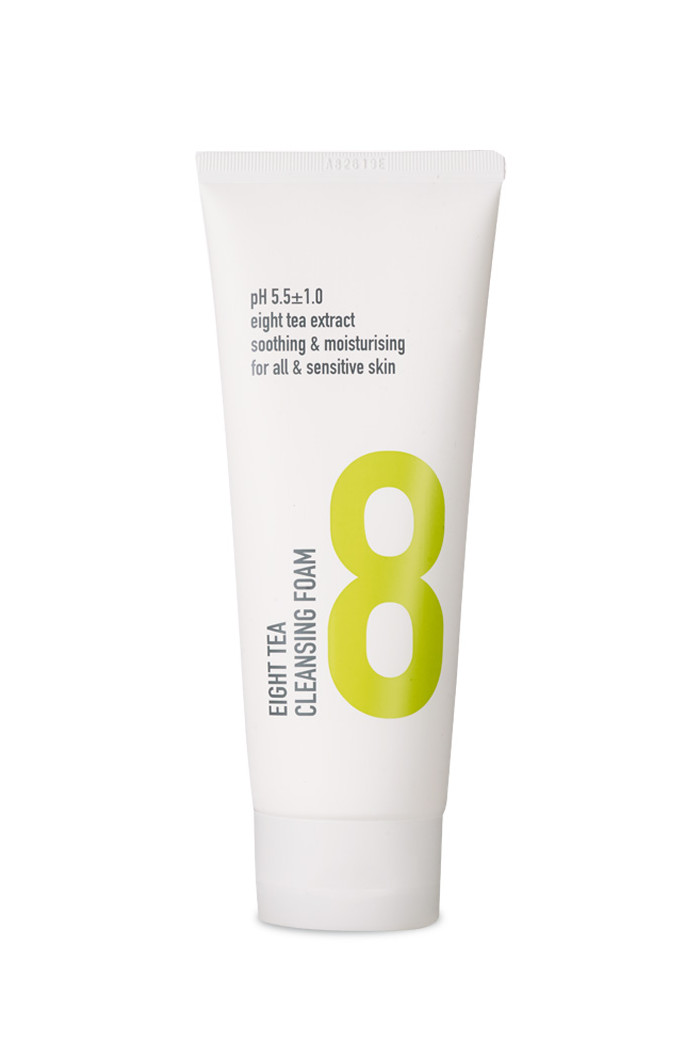 pH 5.5±1.0
eight tea extract
soothing & moisturising
for all & sensitive skin
8
EIGHT TEA
CLEANSING FOAM